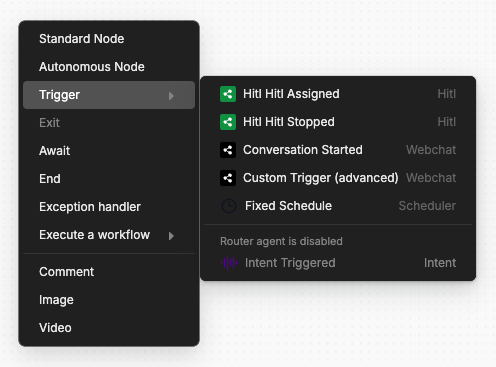 Standard Node
Autonomous Node
Trigger
Exit
Await
End
Exception handler
Execute a workflow
Comment
Image
Video
Hitl Hitl Assigned Hitl
Hitl Hitl Stopped Hitl
Conversation Started Webchat
Custom Trigger (advanced) Webchat
Fixed Schedule Scheduler
Router agent is disabled
Intent Triggered Intent